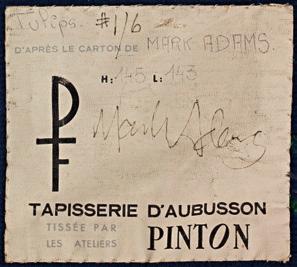 Tulips. #1/6
D'APRÈS LE CARTON DE MARK ADAMS.
H: 145 L: 143
Mark Adams
TAPISSERIE D'AUBUSSON
TISSÉE PAR
LES ATELIERS PINTON